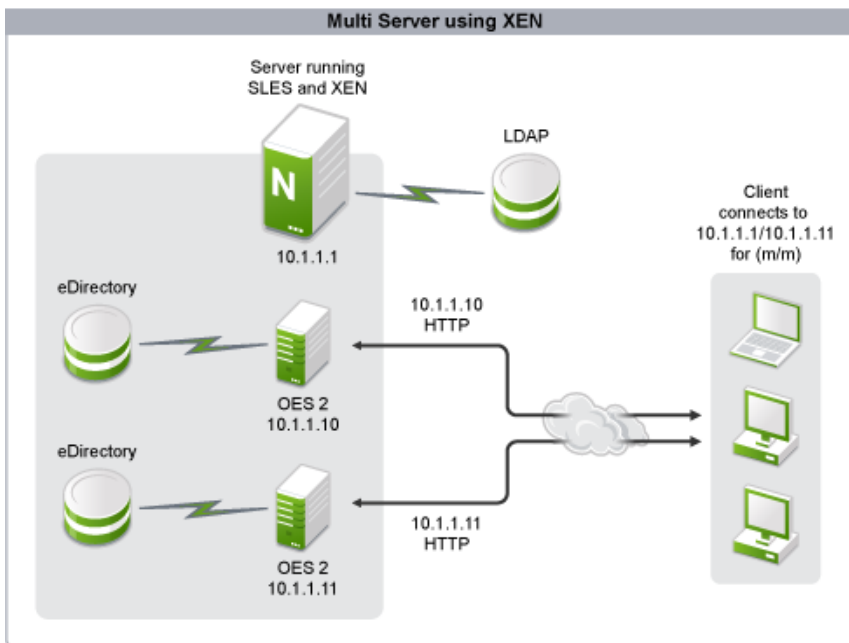 Multi Server using XEN
Server running
SLES and XEN
N
10.1.1.1
LDAP
Client
connects to
10.1.1.1/10.1.1.11
for (m/m)
eDirectory
OES 2
10.1.1.10
10.1.1.10
HTTP
eDirectory
OES 2
10.1.1.11
10.1.1.11
HTTP